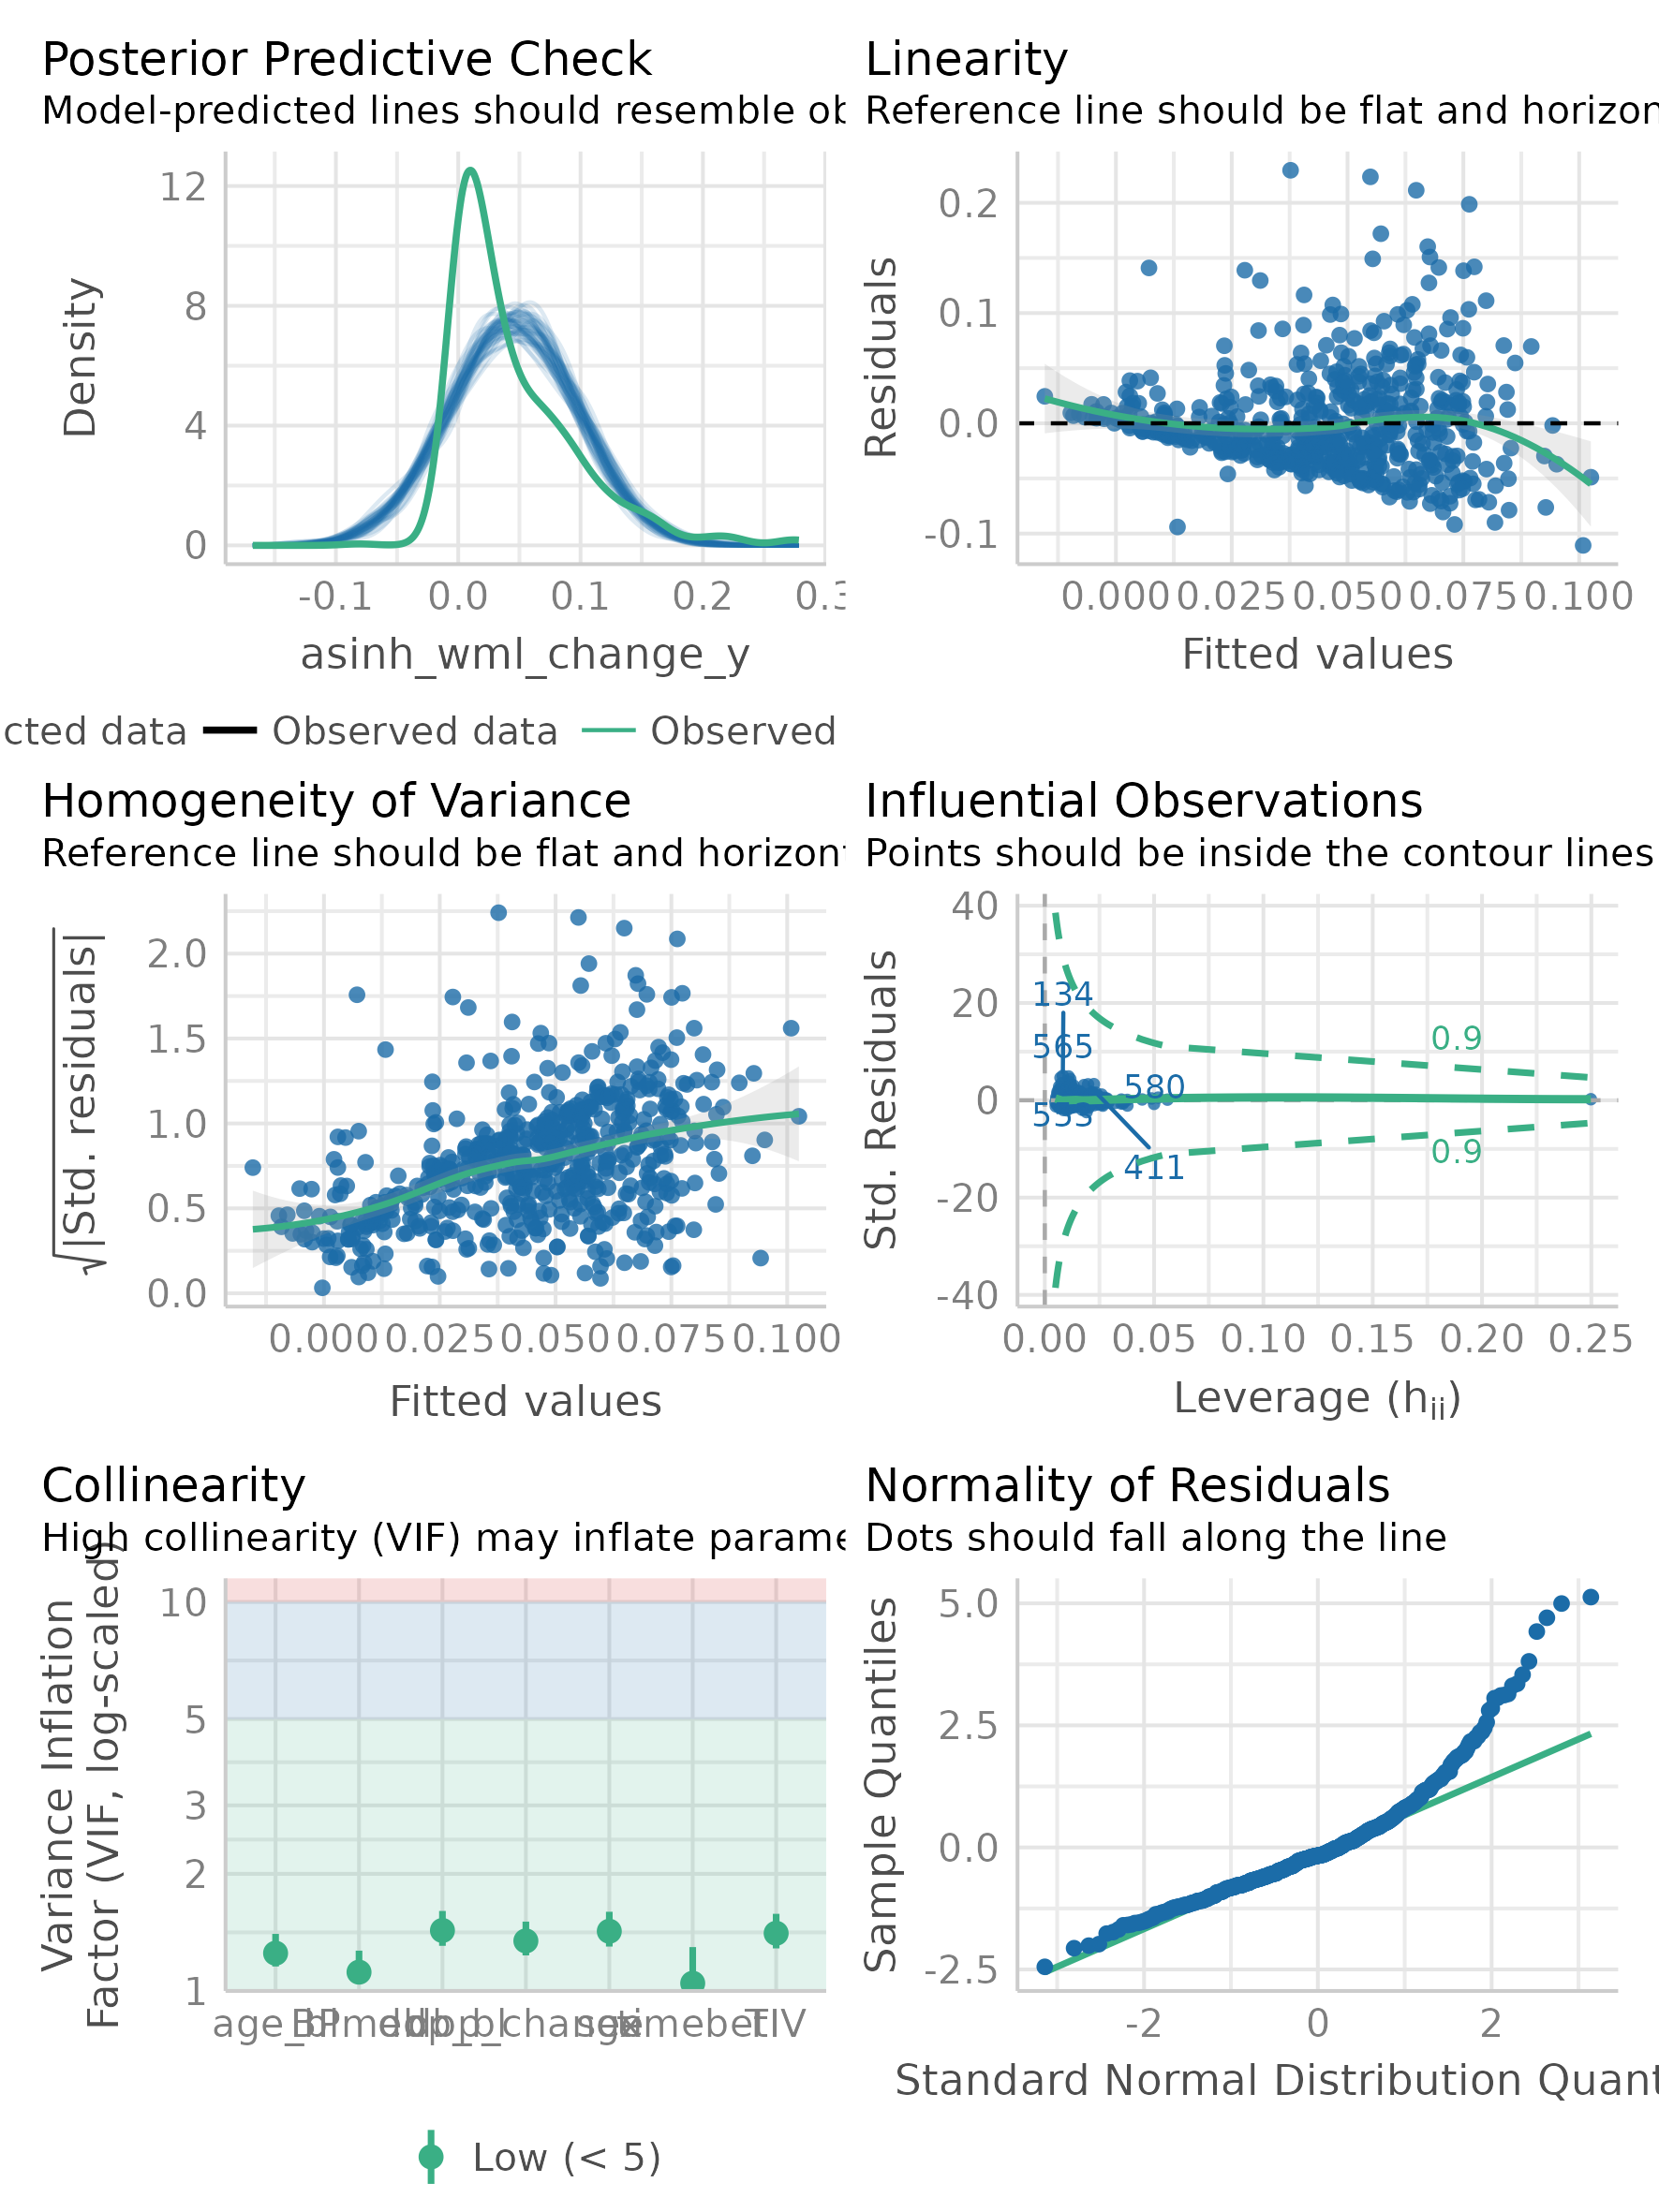 Posterior Predictive Check
Model-predicted lines should resemble ob
12
8
4
0
Density
-0.1 0.0 0.1 0.2 0.3
asinh_wml_change_y
cted data Observed data Observed
Linearity
Reference line should be flat and horizon
0.2
0.1
0.0
-0.1
Residuals
0.000 0.025 0.050 0.075 0.100
Fitted values
Homogeneity of Variance
Reference line should be flat and horizont
2.0
1.5
1.0
0.5
0.0
√|Std. residuals|
0.000 0.025 0.050 0.075 0.100
Fitted values
Influential Observations
Points should be inside the contour lines
40
20
0
-20
-40
Std. Residuals
134
565
580
553
411
0.9
0.9
0.00 0.05 0.10 0.15 0.20 0.25
Leverage (hii)
Collinearity
High collinearity (VIF) may inflate parame
10
5
3
2
1
Variance Inflation
Factor (VIF, log-scaled)
TIV
Low (< 5)
Normality of Residuals
Dots should fall along the line
5.0
2.5
0.0
-2.5
Sample Quantiles
-2 0 2
Standard Normal Distribution Quant